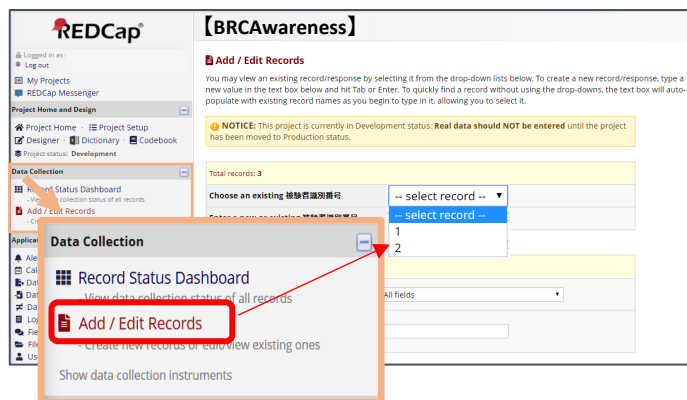 REDCap
【BRCAwareness】
Logged in as:
Log out
My Projects
REDCap Messenger
Project Home and Design
Project Home · Project Setup
Designer · Dictionary · Codebook
Project status: Development
Data Collection
Record Status Dashboard
- View data collection status of all records
Add / Edit Records
Add / Edit Records
You may view an existing record/response by selecting it from the drop-down lists below. To create a new record/response, type a
new value in the text box below and hit Tab or Enter. To quickly find a record without using the drop-downs, the text box will auto-
populate with existing record names as you begin to type in it, allowing you to select it.
NOTICE: This project is currently in Development status. Real data should NOT be entered until the project
has been moved to Production status.
Total records: 3
Choose an existing 被験者識別番号
-- select record --
-- select record --
1
2
All fields
Data Collection
Record Status Dashboard
- View data collection status of all records
Add / Edit Records
- Create new records or edit/view existing ones
Show data collection instruments